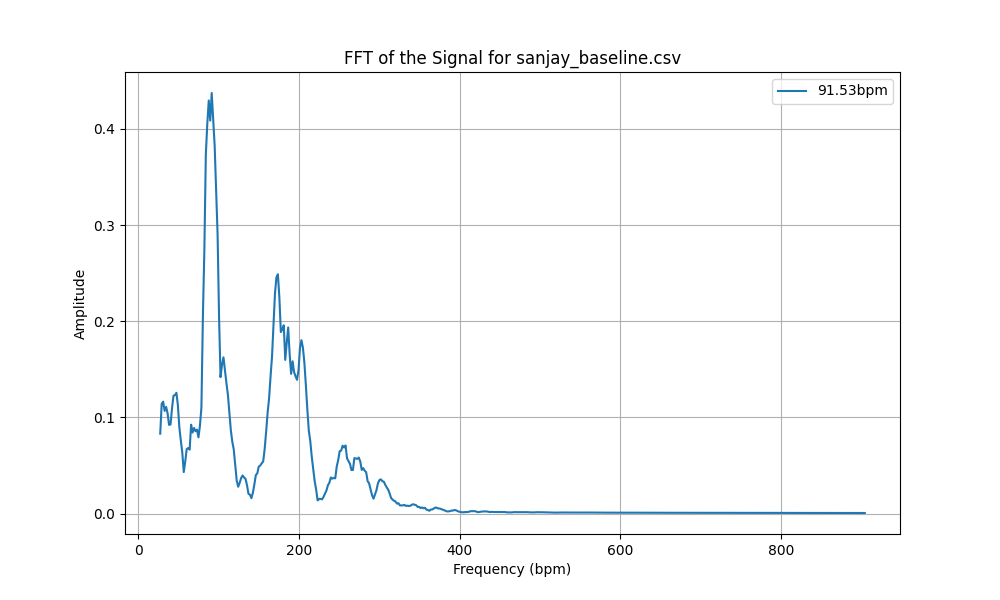 FFT of the Signal for sanjay_baseline.csv
91.53bpm
Amplitude
0.4
0.3
0.2
0.1
0.0
0 200 400 600 800
Frequency (bpm)